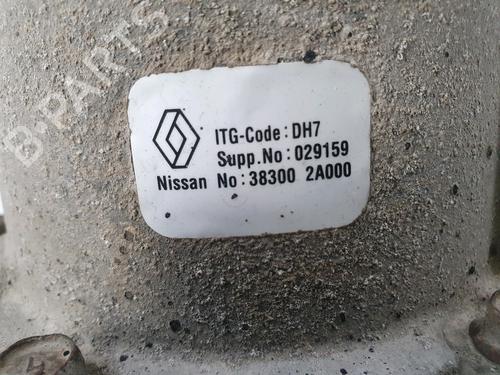 B-PARTS
ITG-Code: DH7
Supp.No: 029159
Nissan No: 38300 2A000